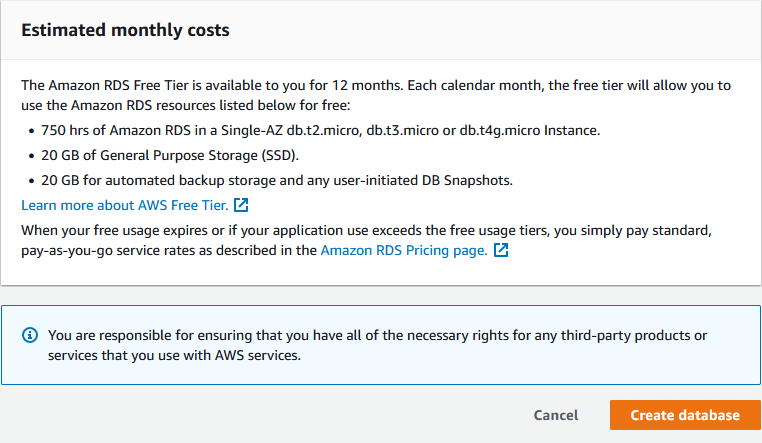 Estimated monthly costs
The Amazon RDS Free Tier is available to you for 12 months. Each calendar month, the free tier will allow you to
use the Amazon RDS resources listed below for free:
• 750 hrs of Amazon RDS in a Single-AZ db.t2.micro, db.t3.micro or db.t4g.micro Instance.
• 20 GB of General Purpose Storage (SSD).
• 20 GB for automated backup storage and any user-initiated DB Snapshots.
Learn more about AWS Free Tier.
When your free usage expires or if your application use exceeds the free usage tiers, you simply pay standard,
pay-as-you-go service rates as described in the Amazon RDS Pricing page.
You are responsible for ensuring that you have all of the necessary rights for any third-party products or
services that you use with AWS services.
Cancel Create database